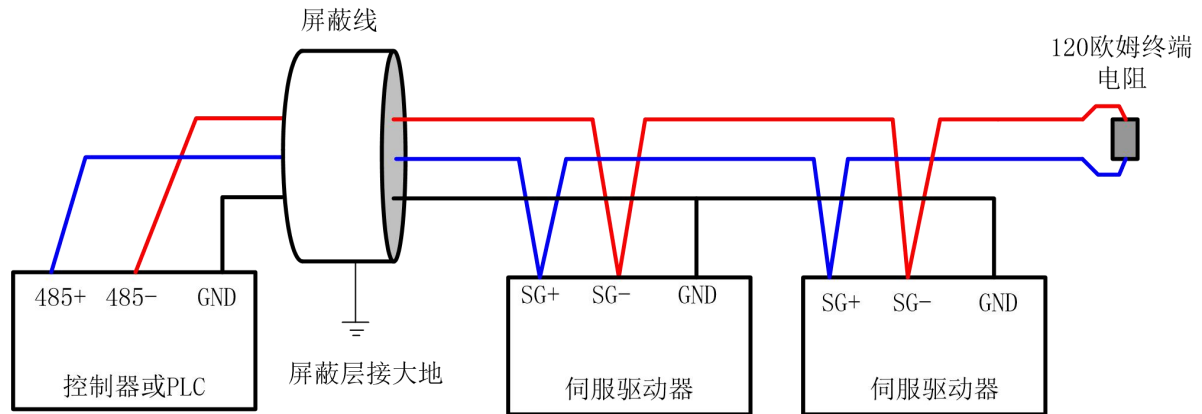 屏蔽线
120欧姆终端
电阻
485+ 485- GND
控制器或PLC
屏蔽层接大地
SG+ SG- GND
伺服驱动器
SG+ SG- GND
伺服驱动器